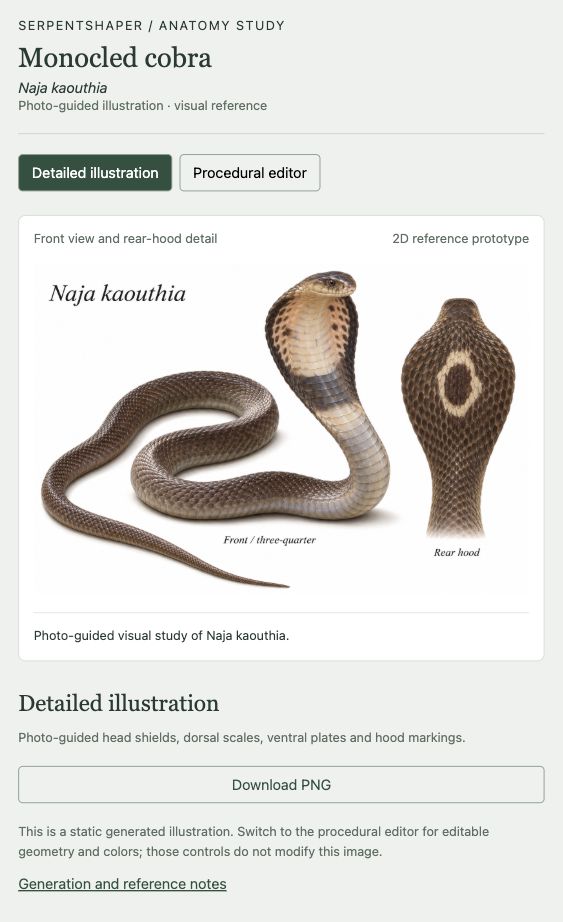 SERPENTSHAPER / ANATOMY STUDY
Monocled cobra
Naja kaouthia
Photo-guided illustration · visual reference
Detailed illustration
Procedural editor
Front view and rear-hood detail
2D reference prototype
Naja kaouthia
Front / three-quarter
Rear hood
Photo-guided visual study of Naja kaouthia.
Detailed illustration
Photo-guided head shields, dorsal scales, ventral plates and hood markings.
Download PNG
This is a static generated illustration. Switch to the procedural editor for editable
geometry and colors; those controls do not modify this image.
Generation and reference notes